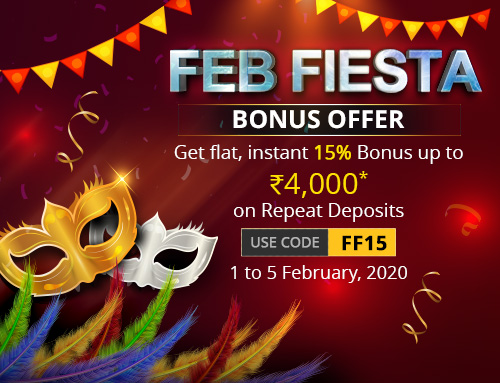 FEB FIESTA
BONUS OFFER
Get flat, instant 15% Bonus up to
₹4,000*
on Repeat Deposits
USE CODE FF15
1 to 5 February, 2020